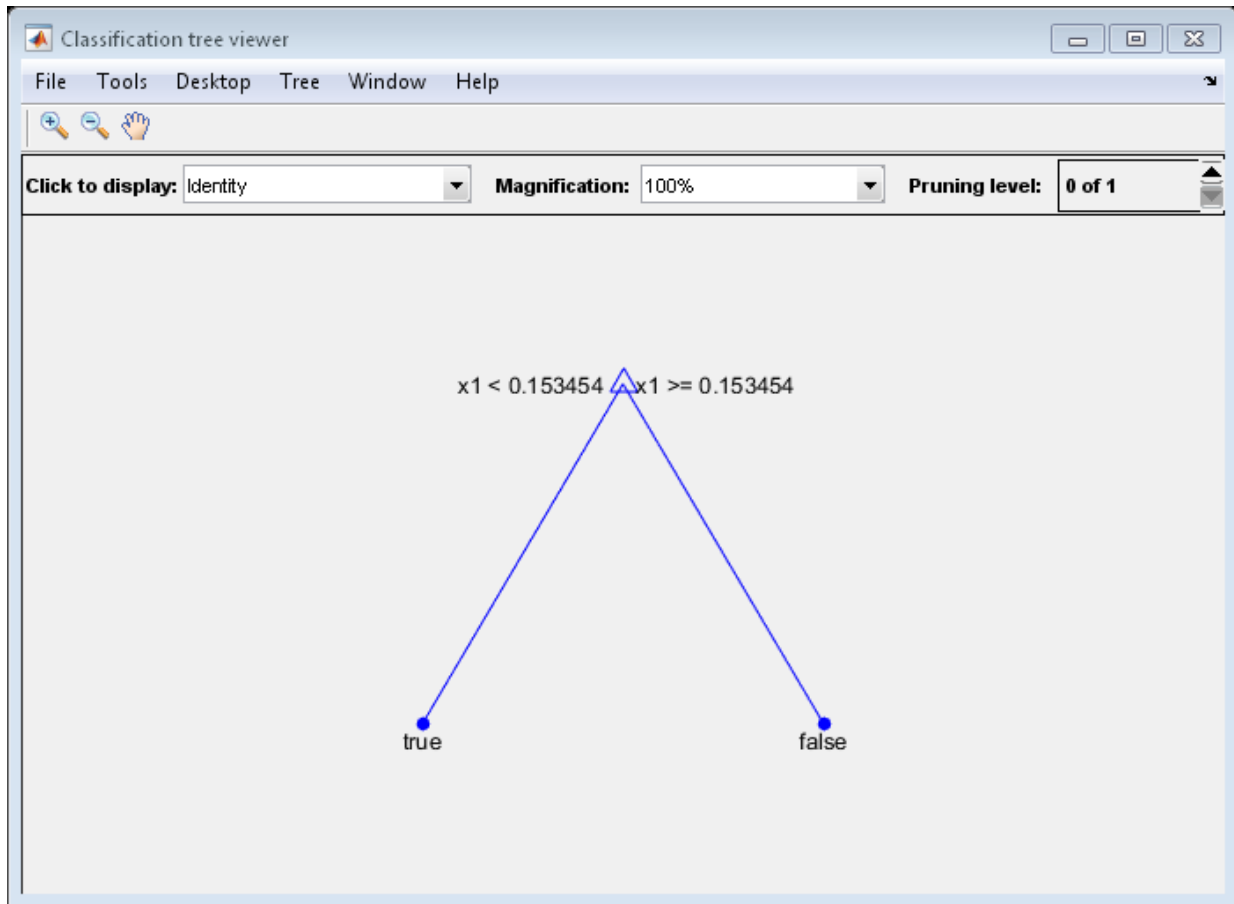 Classification tree viewer
File Tools Desktop Tree Window Help
Click to display: Identity Magnification: 100% Pruning level: 0 of 1
x1 < 0.153454 x1 >= 0.153454
true false